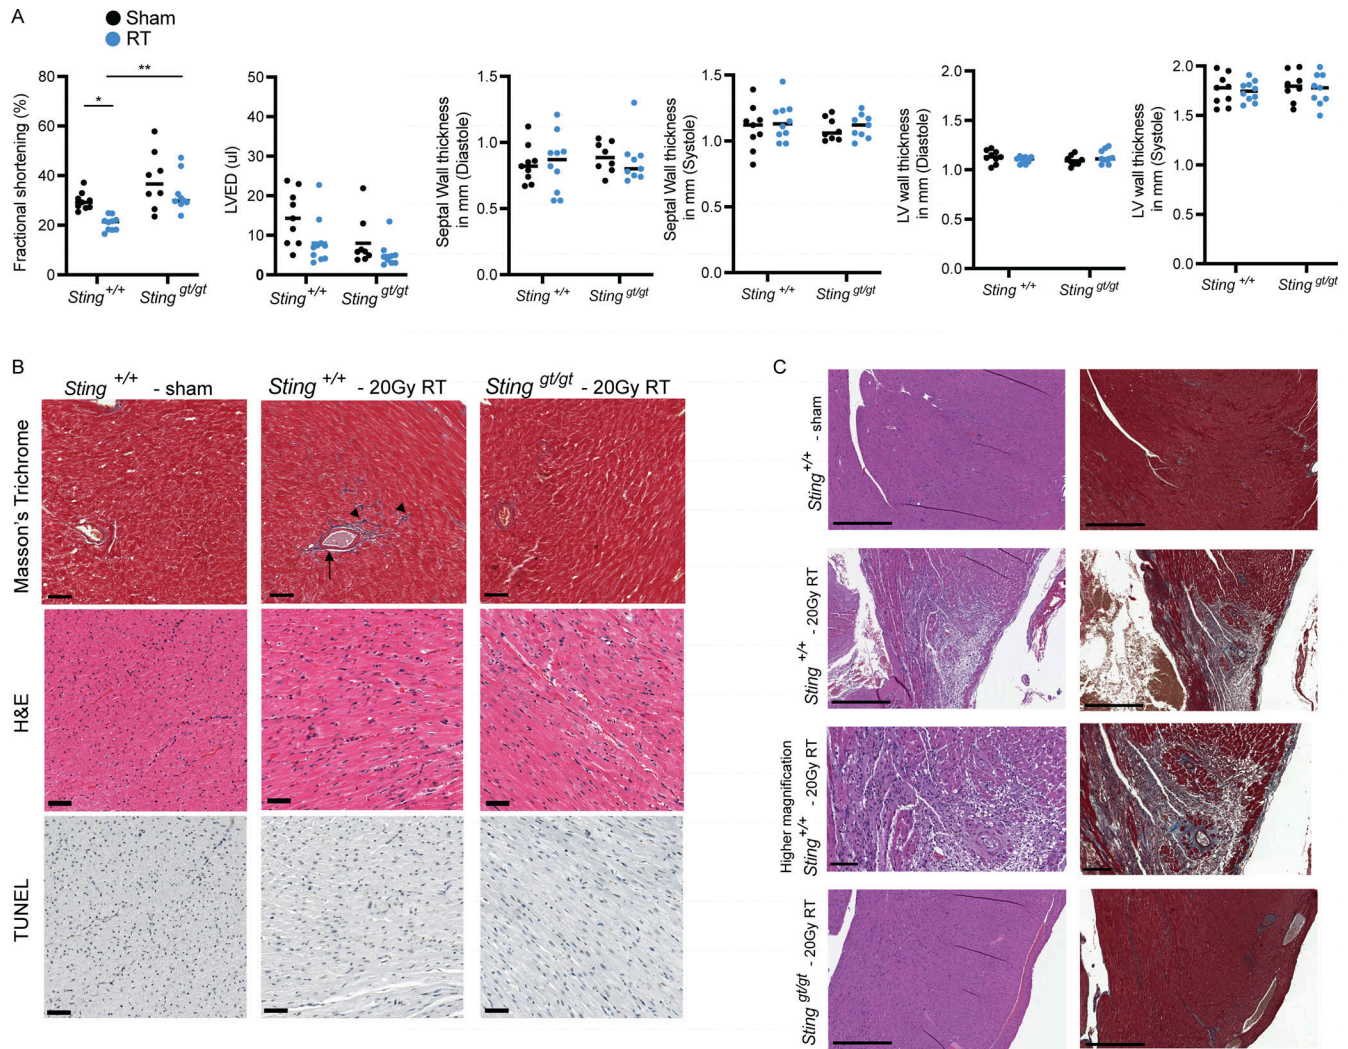 A
Sham
RT
Fractional shortening (%)
80
60
40
20
0
*
**
Sting +/+
Sting gt/gt
LVED (ul)
50
40
30
20
10
0
Sting +/+
Sting gt/gt
Septal Wall thickness
in mm (Diastole)
1.5
1.0
0.5
0.0
Sting +/+
Sting gt/gt
Septal Wall thickness
in mm (Systole)
1.5
1.0
0.5
0.0
Sting +/+
Sting gt/gt
LV wall thickness
in mm (Diastole)
2.0
1.5
1.0
0.5
0.0
Sting +/+
Sting gt/gt
LV wall thickness
in mm (Systole)
2.0
1.5
1.0
0.5
0.0
Sting +/+
Sting gt/gt
B
Sting +/+ - sham
Sting +/+ - 20Gy RT
Sting gt/gt - 20Gy RT
Masson's Trichrome
H&E
TUNEL
C
Sting +/+ - sham
Sting +/+ - 20Gy RT
Higher magnification
Sting +/+ - 20Gy RT
Sting gt/gt - 20Gy RT